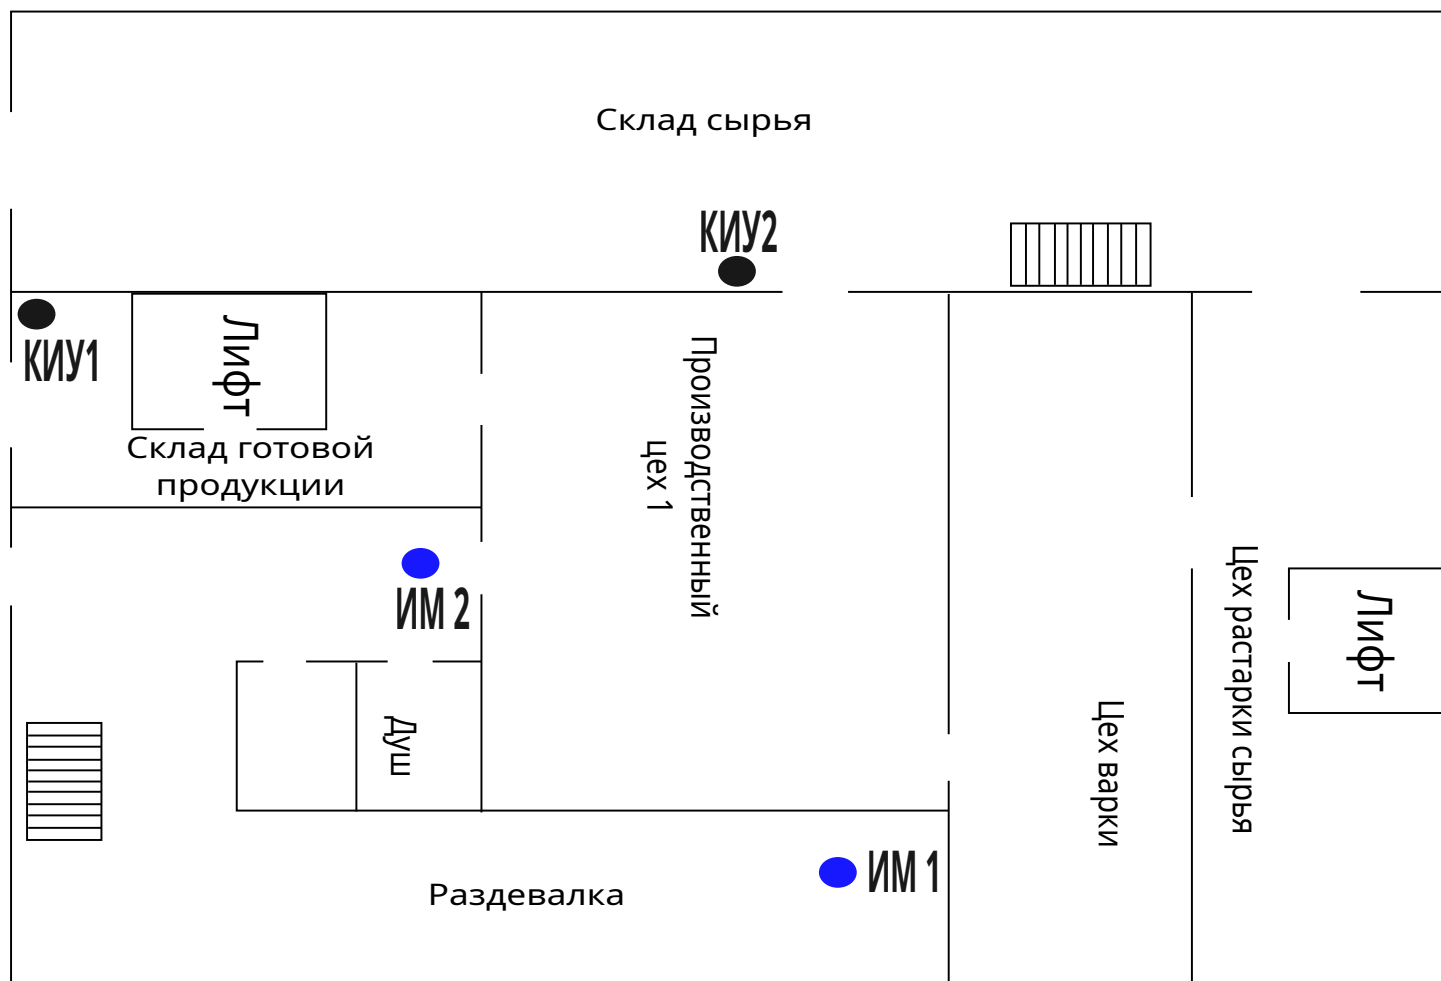 Склад сырья
КИУ2
КИУ1
Лифт
Склад готовой
продукции
Производственный
цех 1
ИМ 2
Душ
Цех варки
Цех растарки сырья
Лифт
Раздевалка
ИМ 1